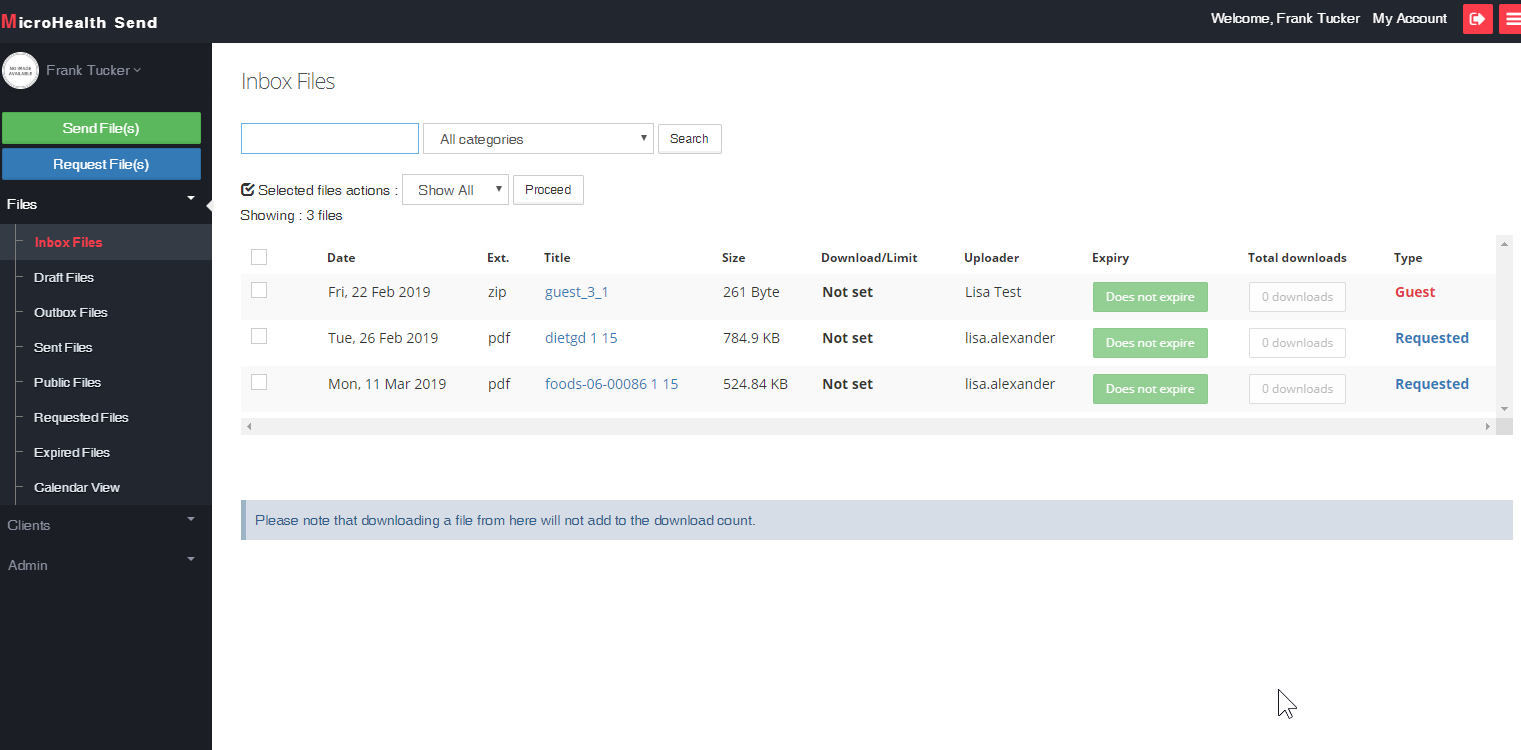 MicroHealth Send
Welcome, Frank Tucker My Account
NO IMAGE
AVAILABLE
Frank Tucker
Send File(s)
Request File(s)
Files
Inbox Files
Draft Files
Outbox Files
Sent Files
Public Files
Requested Files
Expired Files
Calendar View
Clients
Admin
Inbox Files
All categories Search
Selected files actions : Show All Proceed
Showing : 3 files
Date Ext. Title Size Download/Limit Uploader Expiry Total downloads Type
Fri, 22 Feb 2019 zip guest_3_1 261 Byte Not set Lisa Test Does not expire 0 downloads Guest
Tue, 26 Feb 2019 pdf dietgd 1 15 784.9 KB Not set lisa.alexander Does not expire 0 downloads Requested
Mon, 11 Mar 2019 pdf foods-06-00086 1 15 524.84 KB Not set lisa.alexander Does not expire 0 downloads Requested
Please note that downloading a file from here will not add to the download count.